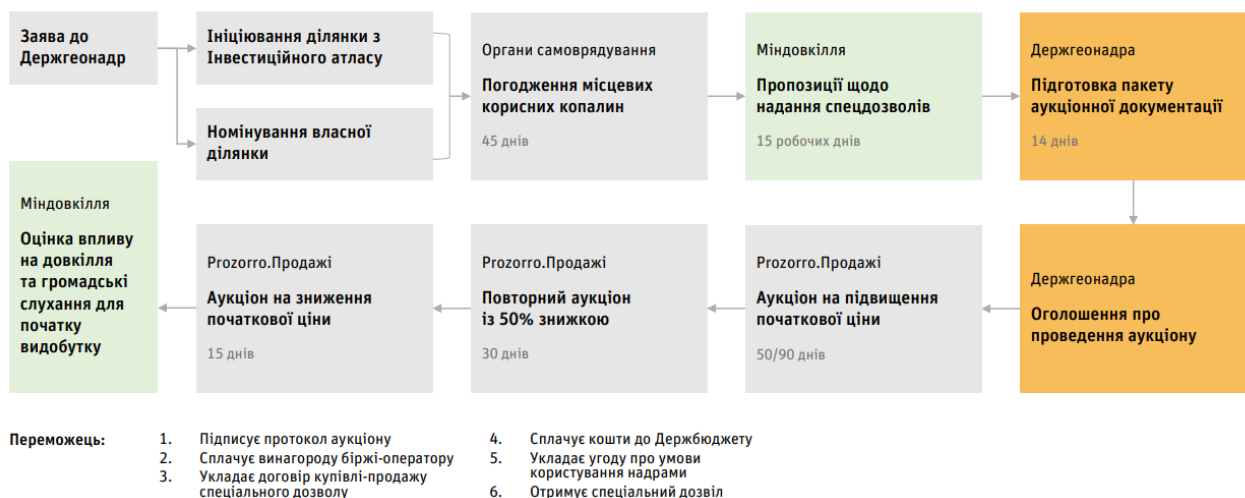 Заява до
Держгеонадр
Ініціювання ділянки з
Інвестиційного атласу
Номінування власної
ділянки
Органи самоврядування
Погодження місцевих
корисних копалин
45 днів
Міндовкілля
Пропозиції щодо
надання спецдозволів
15 робочих днів
Держгеонадра
Підготовка пакету
аукціонної документації
14 днів
Держгеонадра
Оголошення про
проведення аукціону
Prozorro.Продажі
Аукціон на підвищення
початкової ціни
50/90 днів
Prozorro.Продажі
Повторний аукціон
із 50% знижкою
30 днів
Prozorro.Продажі
Аукціон на зниження
початкової ціни
15 днів
Міндовкілля
Оцінка впливу
на довкілля
та громадські
слухання для
початку
видобутку
Переможець:
1. Підписує протокол аукціону
2. Сплачує винагороду біржі-оператору
3. Укладає договір купівлі-продажу
спеціального дозволу
4. Сплачує кошти до Держбюджету
5. Укладає угоду про умови
користування надрами
6. Отримує спеціальний дозвіл